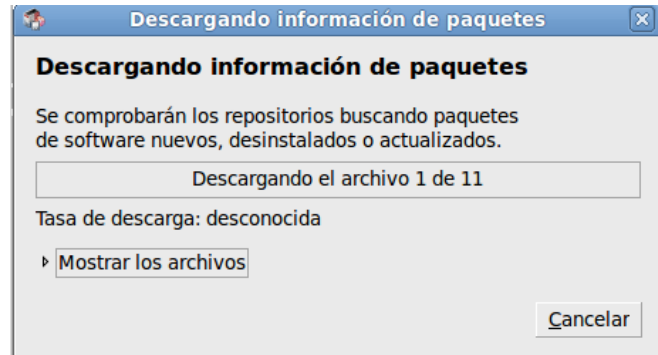 Descargando información de paquetes
Descargando información de paquetes
Se comprobarán los repositorios buscando paquetes
de software nuevos, desinstalados o actualizados.
Descargando el archivo 1 de 11
Tasa de descarga: desconocida
Mostrar los archivos
Cancelar